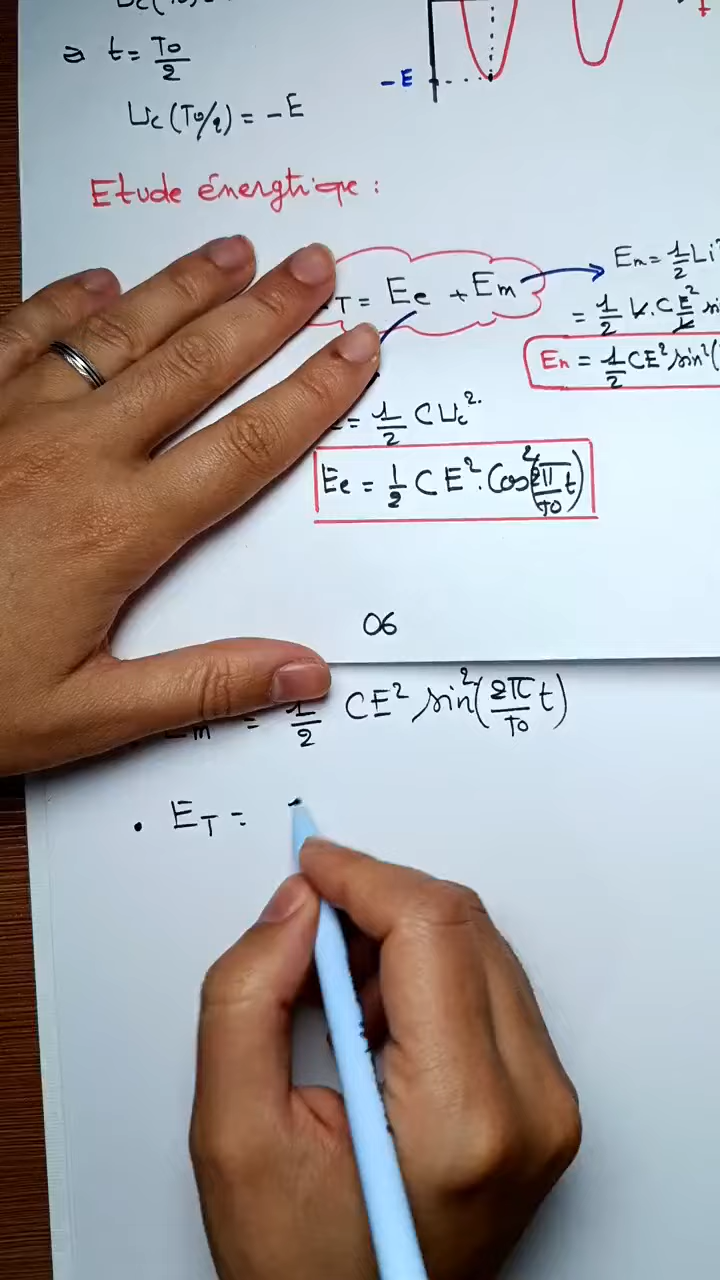 ⇒ t = T0/2
-E
Uc(T0/2) = -E
Etude énergtique :
T = Ee + Em
Em = 1/2 Li²
= 1/2 L.C E²/L
Em = 1/2 CE² sin²(
= 1/2 C Uc²
Ee = 1/2 C E². Cos²(2π/T0 t)
06
m = 1/2 CE² sin²(2π/T0 t)
. ET =